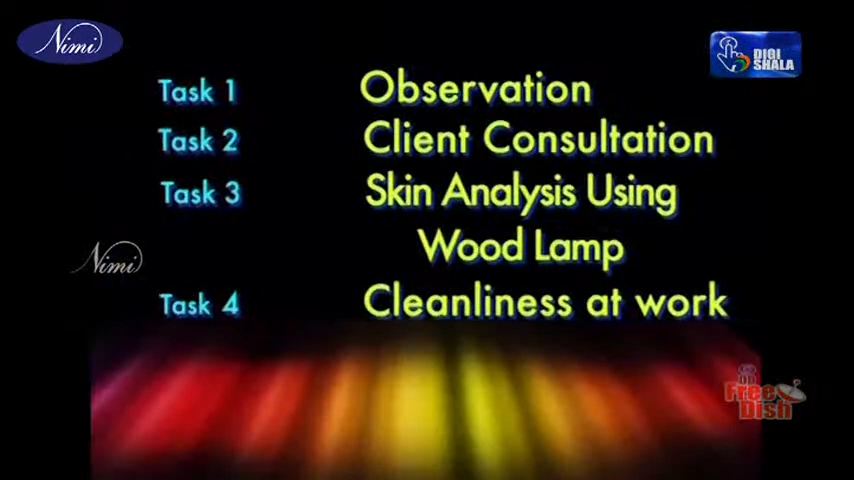 Nimi
DIGI
SHALA
Task 1 Observation
Task 2 Client Consultation
Task 3 Skin Analysis Using
Wood Lamp
Nimi
Task 4 Cleanliness at work
Free
Dish